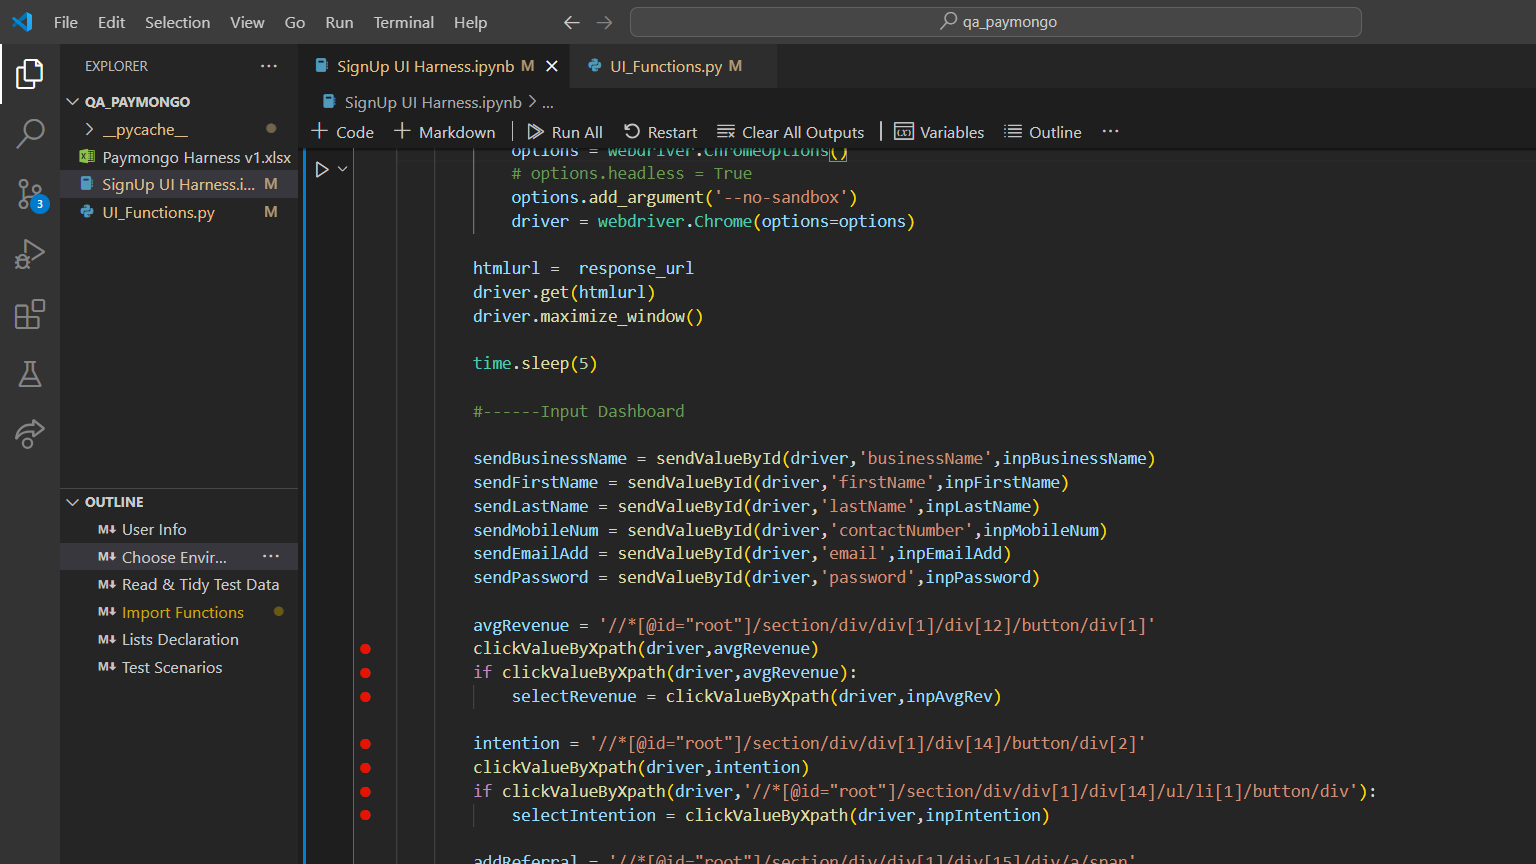 File Edit Selection View Go Run Terminal Help
qa_paymongo
EXPLORER
SignUp UI Harness.ipynb M
UI_Functions.py M
QA_PAYMONGO
SignUp UI Harness.ipynb > ...
__pycache__
Code Markdown Run All Restart Clear All Outputs Variables Outline ...
Paymongo Harness v1.xlsx
SignUp UI Harness.i... M
UI_Functions.py M
3
options = webdriver.ChromeOptions()
# options.headless = True
options.add_argument('--no-sandbox')
driver = webdriver.Chrome(options=options)
htmlurl =  response_url
driver.get(htmlurl)
driver.maximize_window()
time.sleep(5)
#------Input Dashboard
sendBusinessName = sendValueById(driver,'businessName',inpBusinessName)
sendFirstName = sendValueById(driver,'firstName',inpFirstName)
sendLastName = sendValueById(driver,'lastName',inpLastName)
sendMobileNum = sendValueById(driver,'contactNumber',inpMobileNum)
sendEmailAdd = sendValueById(driver,'email',inpEmailAdd)
sendPassword = sendValueById(driver,'password',inpPassword)
avgRevenue = '//*[@id="root"]/section/div/div[1]/div[12]/button/div[1]'
clickValueByXpath(driver,avgRevenue)
if clickValueByXpath(driver,avgRevenue):
selectRevenue = clickValueByXpath(driver,inpAvgRev)
intention = '//*[@id="root"]/section/div/div[1]/div[14]/button/div[2]'
clickValueByXpath(driver,intention)
if clickValueByXpath(driver,'//*[@id="root"]/section/div/div[1]/div[14]/ul/li[1]/button/div'):
selectIntention = clickValueByXpath(driver,inpIntention)
addReferral = '//*[@id="root"]/section/div/div[1]/div[15]/div/a/span'
OUTLINE
M↓ User Info
M↓ Choose Envir... ...
M↓ Read & Tidy Test Data
M↓ Import Functions
M↓ Lists Declaration
M↓ Test Scenarios